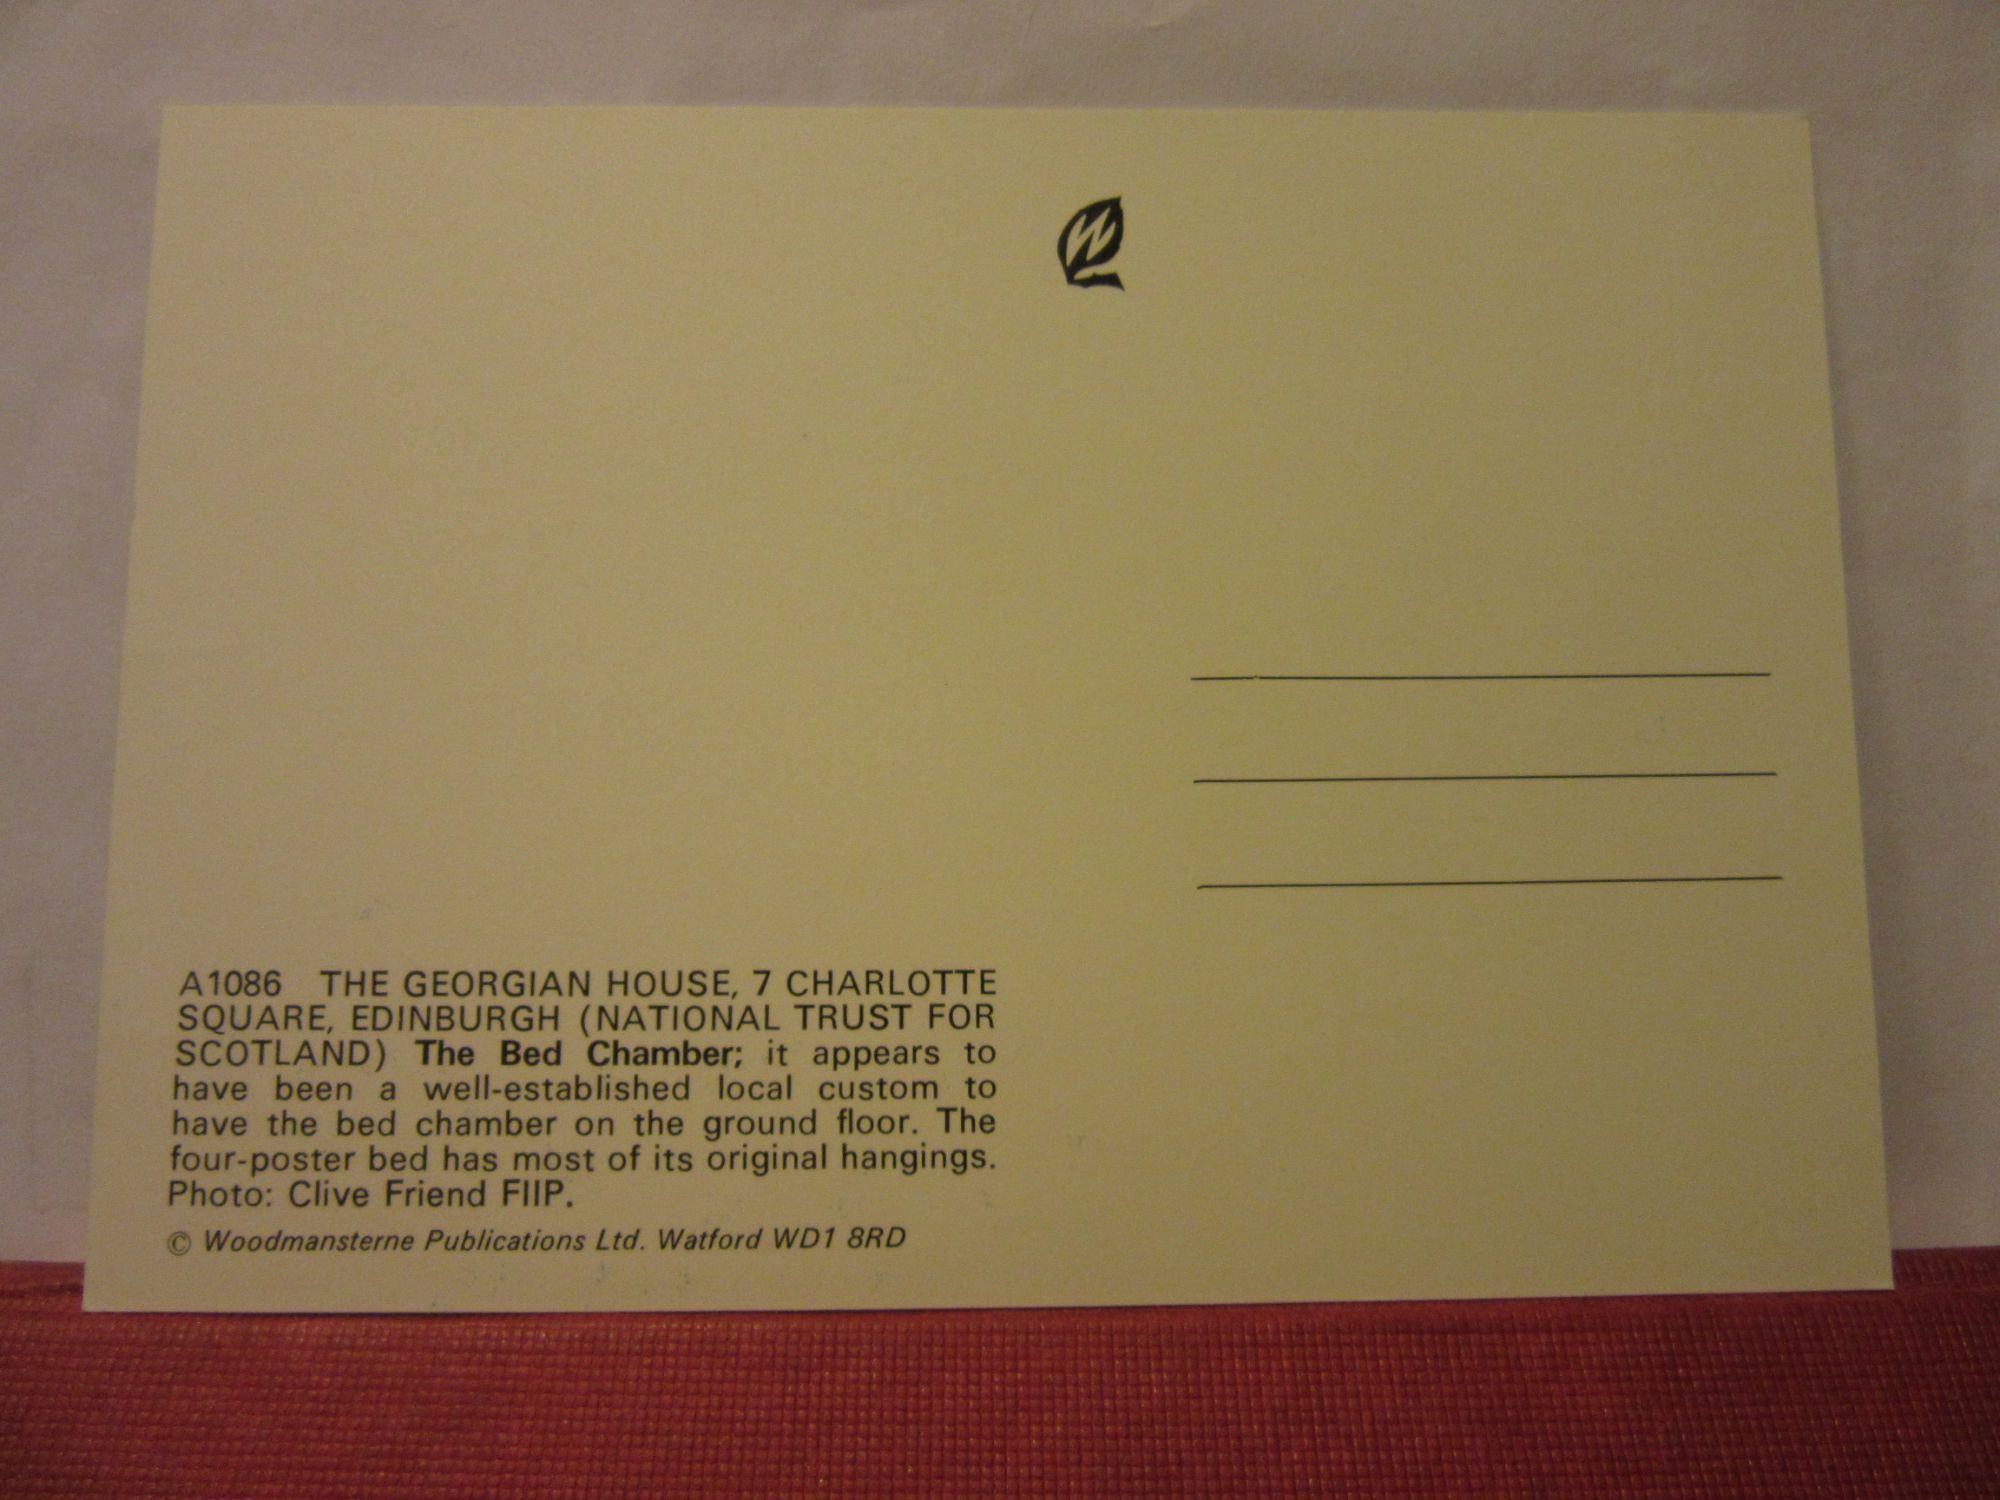 W
A1086 THE GEORGIAN HOUSE, 7 CHARLOTTE
SQUARE, EDINBURGH (NATIONAL TRUST FOR
SCOTLAND) The Bed Chamber; it appears to
have been a well-established local custom to
have the bed chamber on the ground floor. The
four-poster bed has most of its original hangings.
Photo: Clive Friend FIIP.
© Woodmansterne Publications Ltd. Watford WD1 8RD